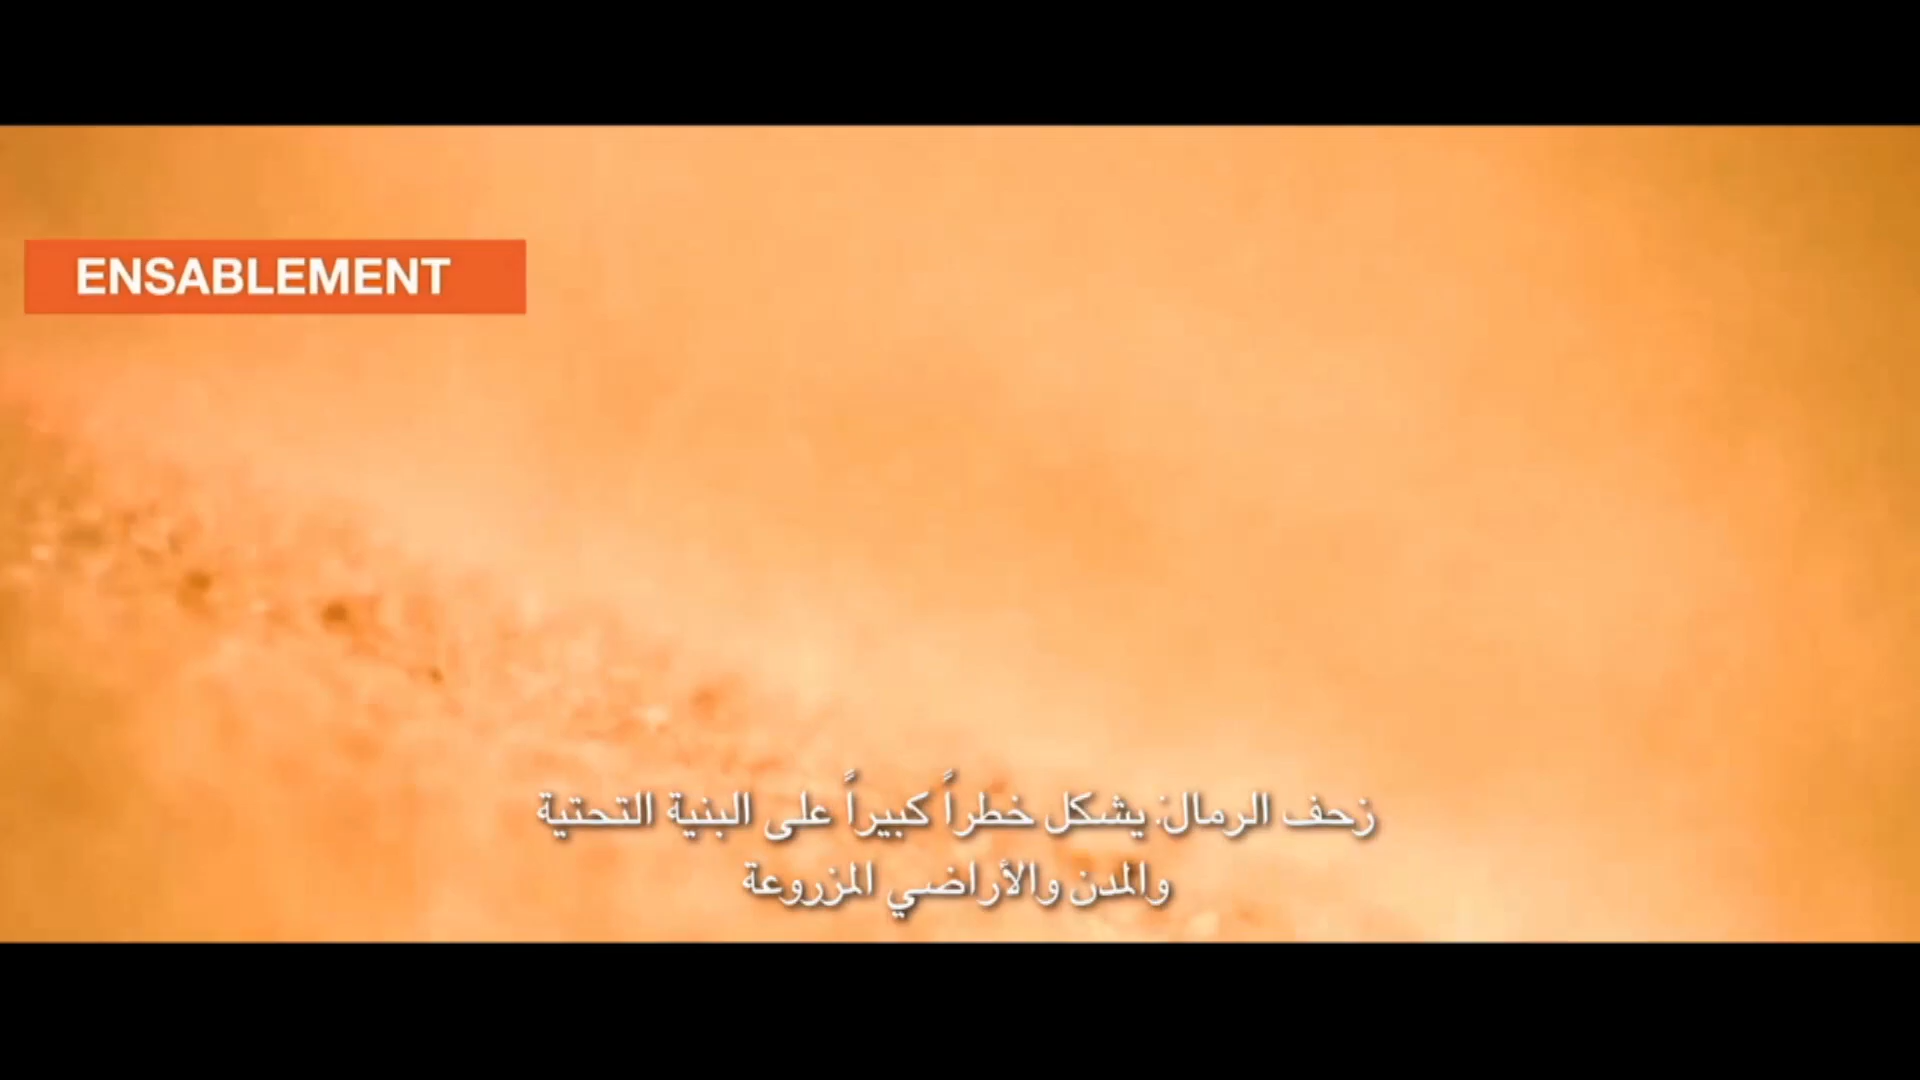 ENSABLEMENT
زحف الرمال: يشكل خطراً كبيراً على البنية التحتية
والمدن والأراضي المزروعة